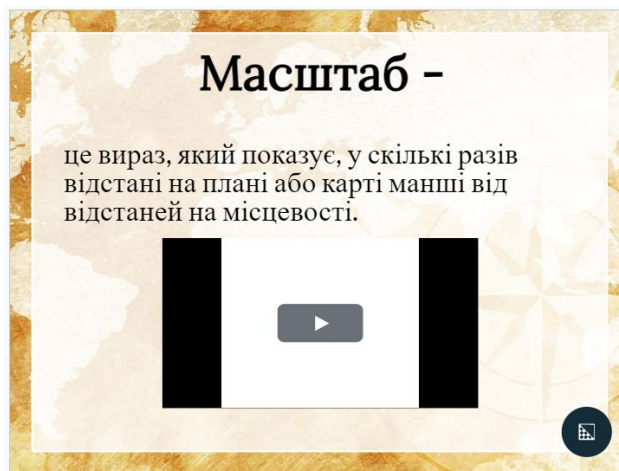 Масштаб -
це вираз, який показує, у скільки разів
відстані на плані або карті манші від
відстаней на місцевості.